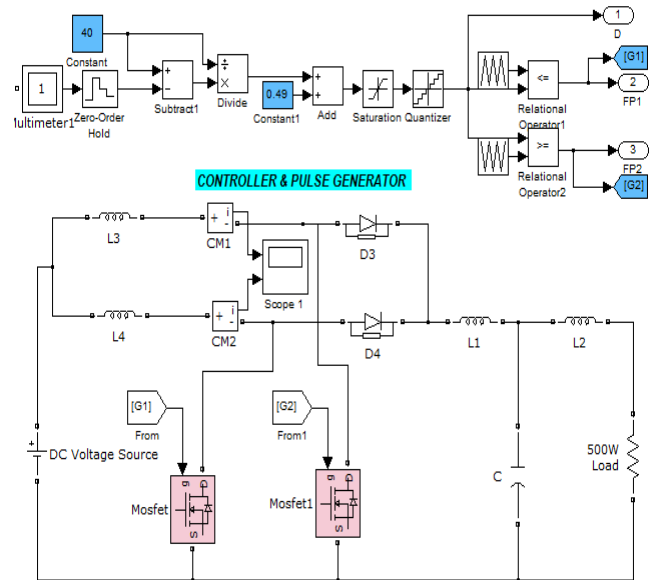 40
Constant
1
ultimeter1
Zero-Order
Hold
+
−
Subtract1
÷
×
Divide
0.49
Constant1
+
+
Add
Saturation
Quantizer
<=
Relational
Operator1
>=
Relational
Operator2
1
D
[G1]
2
FP1
3
FP2
[G2]
CONTROLLER & PULSE GENERATOR
L3
+ i
-
CM1
Scope 1
D3
L4
+ i
-
CM2
D4
L1
L2
[G1]
From
[G2]
From1
+
DC Voltage Source
Mosfet
g
D
S
Mosfet1
g
D
S
C
500W
Load